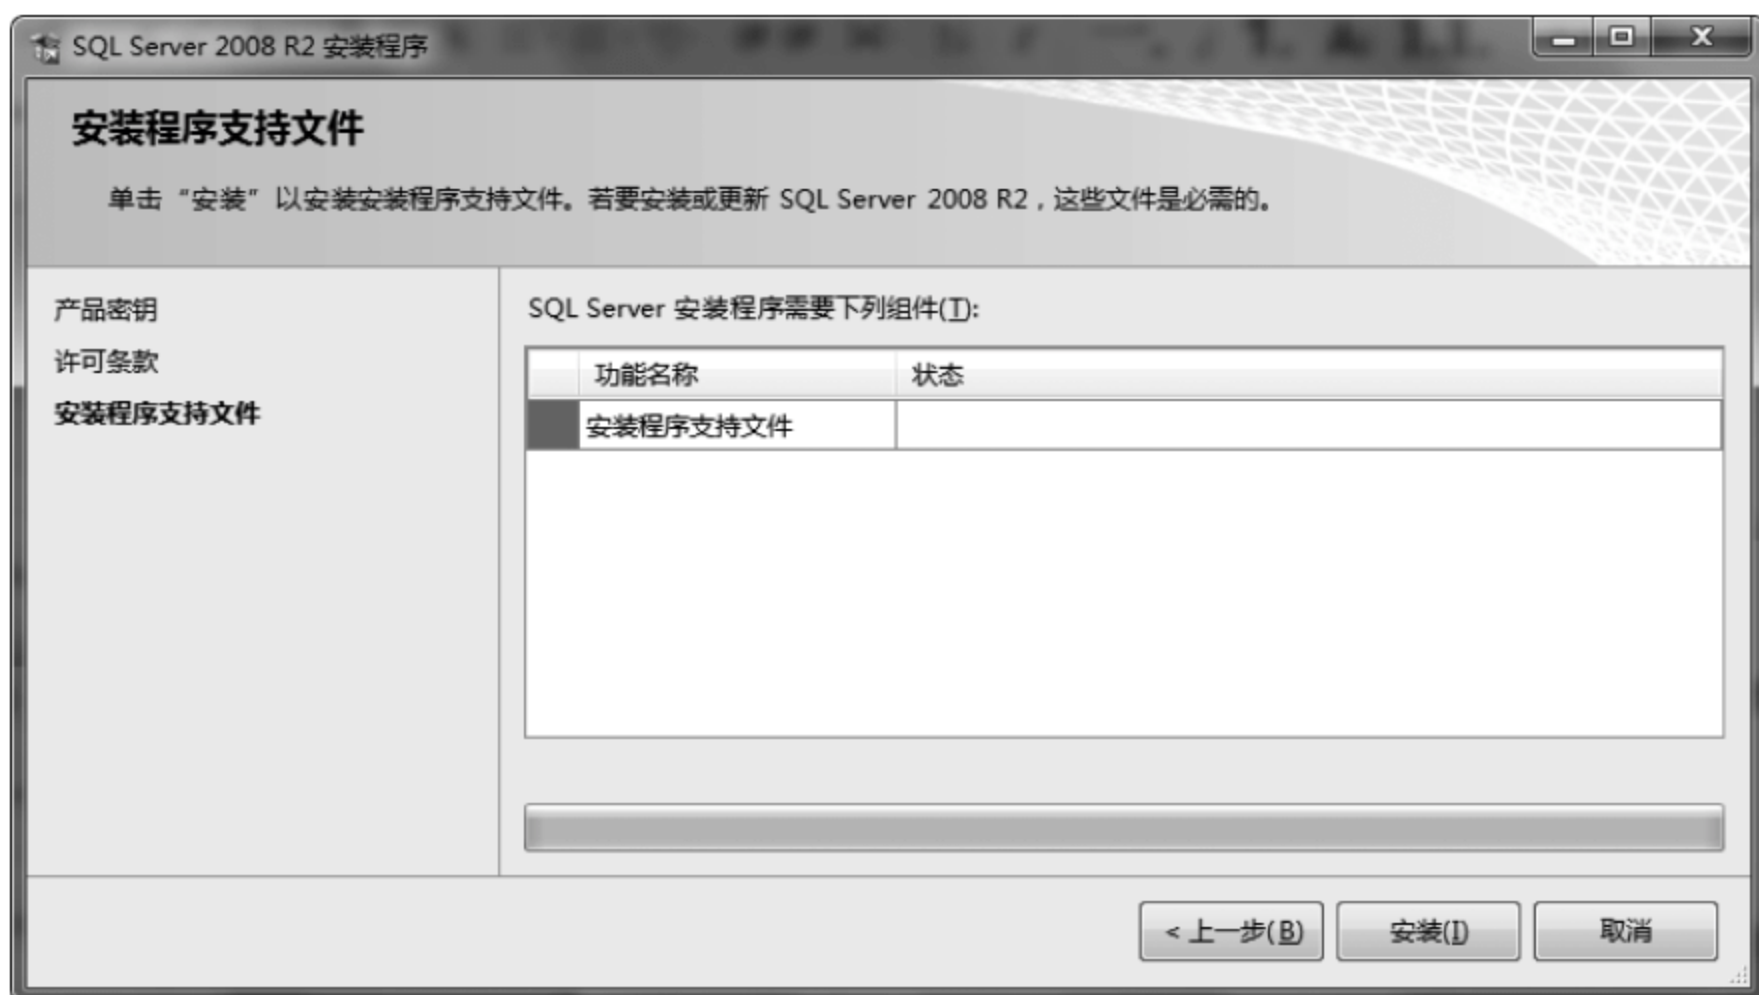 SQL Server 2008 R2 安装程序
安装程序支持文件
单击“安装”以安装安装程序支持文件。若要安装或更新 SQL Server 2008 R2，这些文件是必需的。
产品密钥
许可条款
安装程序支持文件
SQL Server 安装程序需要下列组件(T):
功能名称 状态
安装程序支持文件
< 上一步(B) 安装(I) 取消